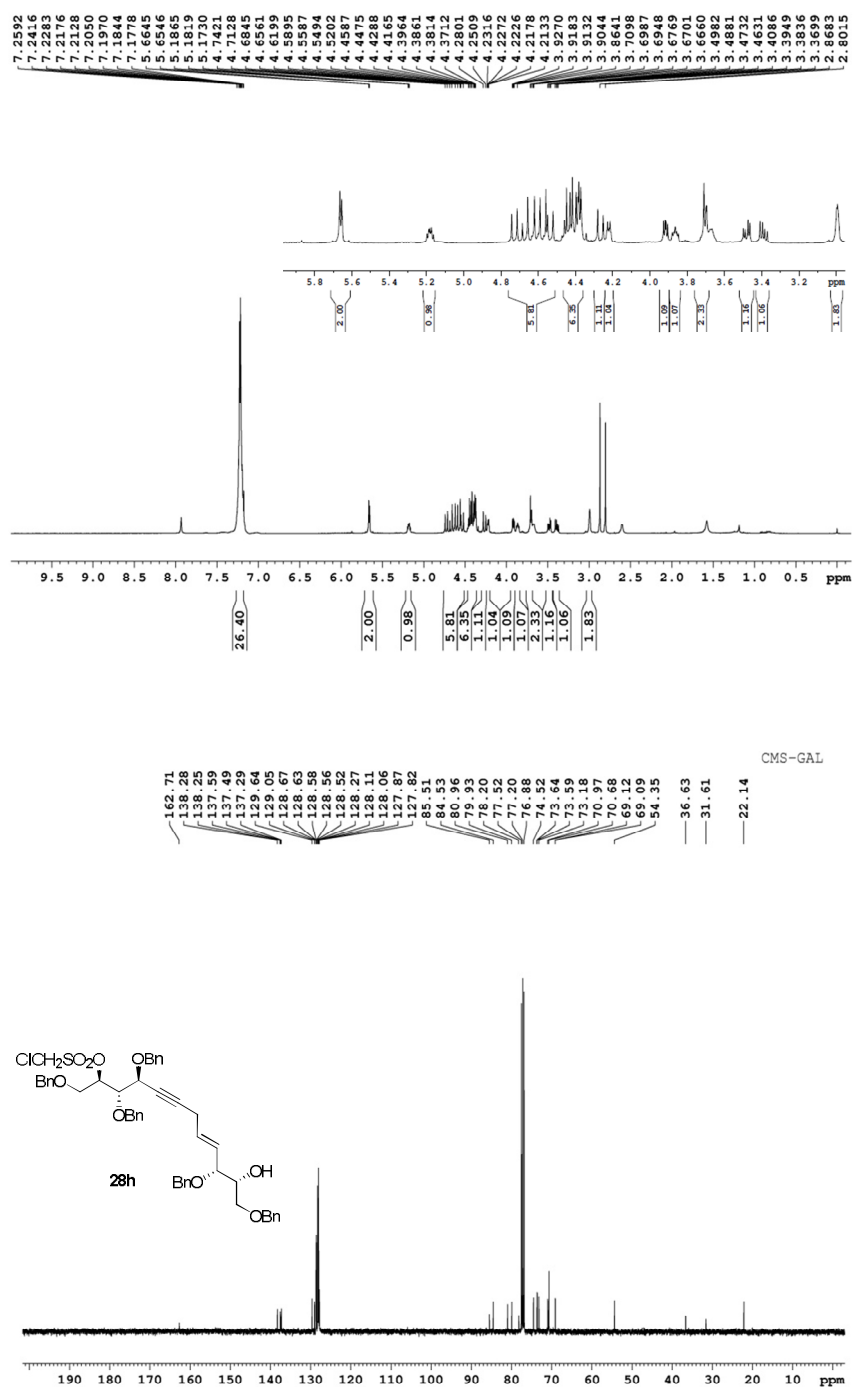 7.2592 7.2416 7.2283 7.2176 7.2128 7.2050 7.1970 7.1844 7.1778 5.6645 5.6546 5.1865 5.1819 5.1730 4.7421 4.7128 4.6845 4.6561 4.6199 4.5895 4.5587 4.5494 4.5202 4.4587 4.4475 4.4288 4.4165 4.3964 4.3861 4.3814 4.3712 4.2801 4.2509 4.2316 4.2272 4.2226 4.2178 4.2133 3.9270 3.9183 3.9132 3.9044 3.8641 3.7098 3.6987 3.6948 3.6769 3.6701 3.6660 3.4982 3.4881 3.4732 3.4631 3.4086 3.3949 3.3836 3.3699 2.8683 2.8015
5.8 5.6 5.4 5.2 5.0 4.8 4.6 4.4 4.2 4.0 3.8 3.6 3.4 3.2 ppm
2.00 0.98 5.81 6.35 1.11 1.04 1.09 1.07 2.33 1.16 1.06 1.83
9.5 9.0 8.5 8.0 7.5 7.0 6.5 6.0 5.5 5.0 4.5 4.0 3.5 3.0 2.5 2.0 1.5 1.0 0.5 ppm
26.40 2.00 0.98 5.81 6.35 1.11 1.04 1.09 1.07 2.33 1.16 1.06 1.83
CMS-GAL
162.71 138.28 138.25 137.59 137.49 137.29 129.64 129.05 128.67 128.63 128.58 128.56 128.52 128.27 128.11 128.06 127.87 127.82 85.51 84.53 80.96 79.93 78.20 77.52 77.20 76.88 74.52 73.64 73.59 73.18 70.97 70.68 69.12 69.09 54.35 36.63 31.61 22.14
ClCH2SO2O OBn
BnO
OBn
28h BnO OH
OBn
190 180 170 160 150 140 130 120 110 100 90 80 70 60 50 40 30 20 10 ppm